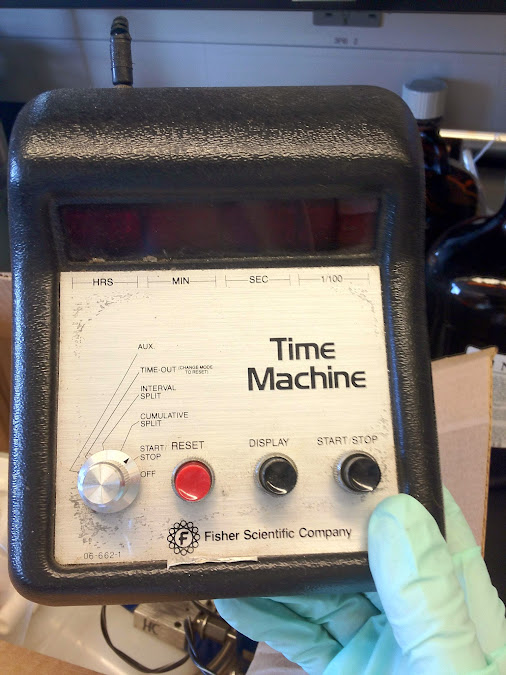 HRS MIN SEC 1/100
Time
Machine
AUX.
TIME-OUT (CHANGE MODE
TO RESET)
INTERVAL
SPLIT
CUMULATIVE
SPLIT
START/
STOP
OFF
RESET
DISPLAY
START/STOP
F
Fisher Scientific Company
06-662-1
HC